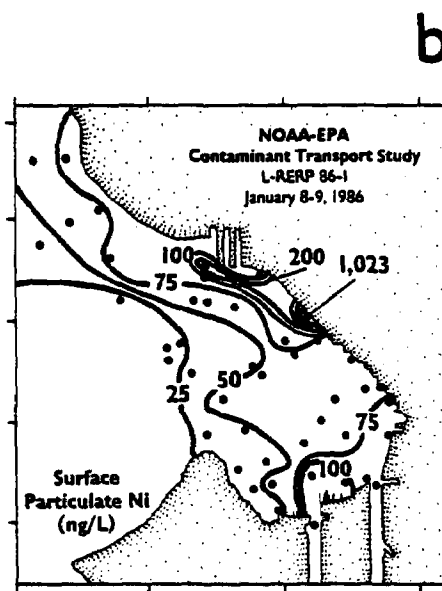 b
NOAA-EPA
Contaminant Transport Study
L-RERP 86-1
January 8-9, 1986
100
200
1,023
75
50
25
75
100
Surface
Particulate Ni
(ng/L)